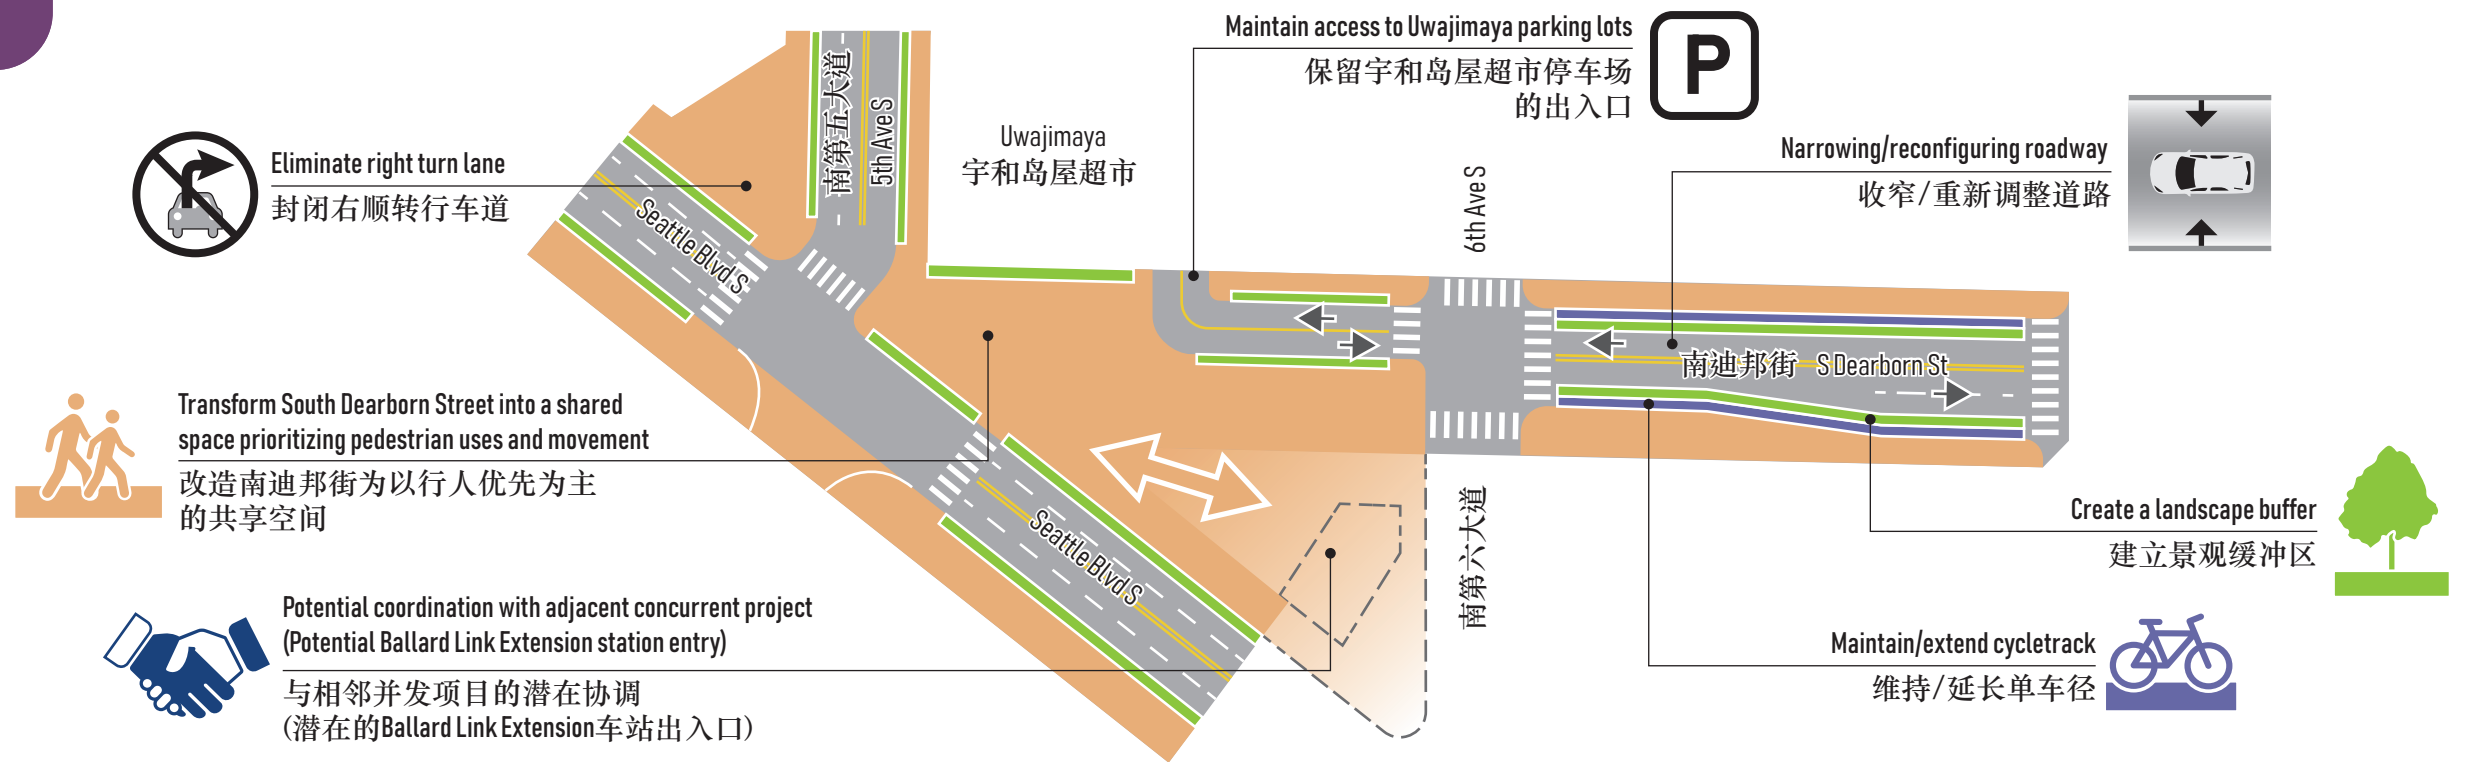 Maintain access to Uwajimaya parking lots
保留宇和岛屋超市停车场
的出入口
P
南第五大道
5th Ave S
Uwajimaya
宇和岛屋超市
Eliminate right turn lane
封闭右顺转行车道
Seattle Blvd S
6th Ave S
Narrowing/reconfiguring roadway
收窄/重新调整道路
南迪邦街 S Dearborn St
Transform South Dearborn Street into a shared
space prioritizing pedestrian uses and movement
改造南迪邦街为以行人优先为主
的共享空间
Seattle Blvd S
南第六大道
Create a landscape buffer
建立景观缓冲区
Potential coordination with adjacent concurrent project
(Potential Ballard Link Extension station entry)
与相邻并发项目的潜在协调
(潜在的Ballard Link Extension车站出入口)
Maintain/extend cycletrack
维持/延长单车径